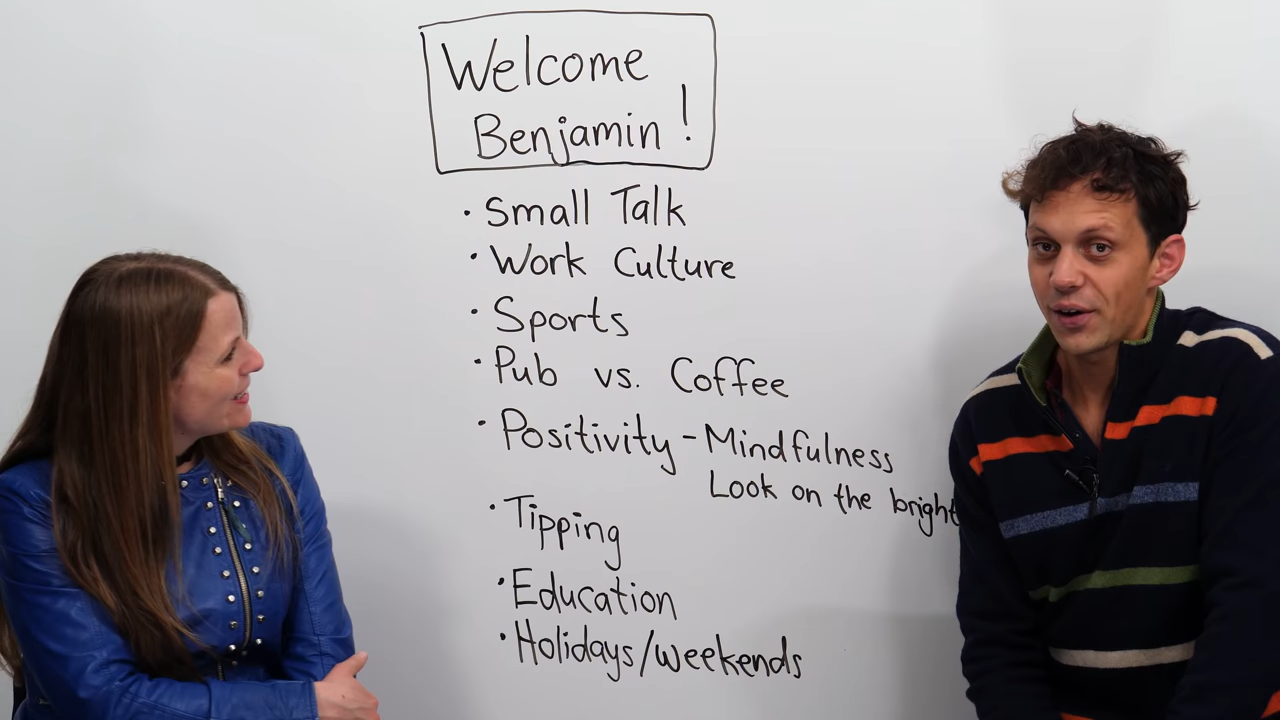 Welcome
Benjamin!
• Small Talk
• Work Culture
• Sports
• Pub vs. Coffee
• Positivity - Mindfulness
Look on the bright
• Tipping
• Education
• Holidays/weekends